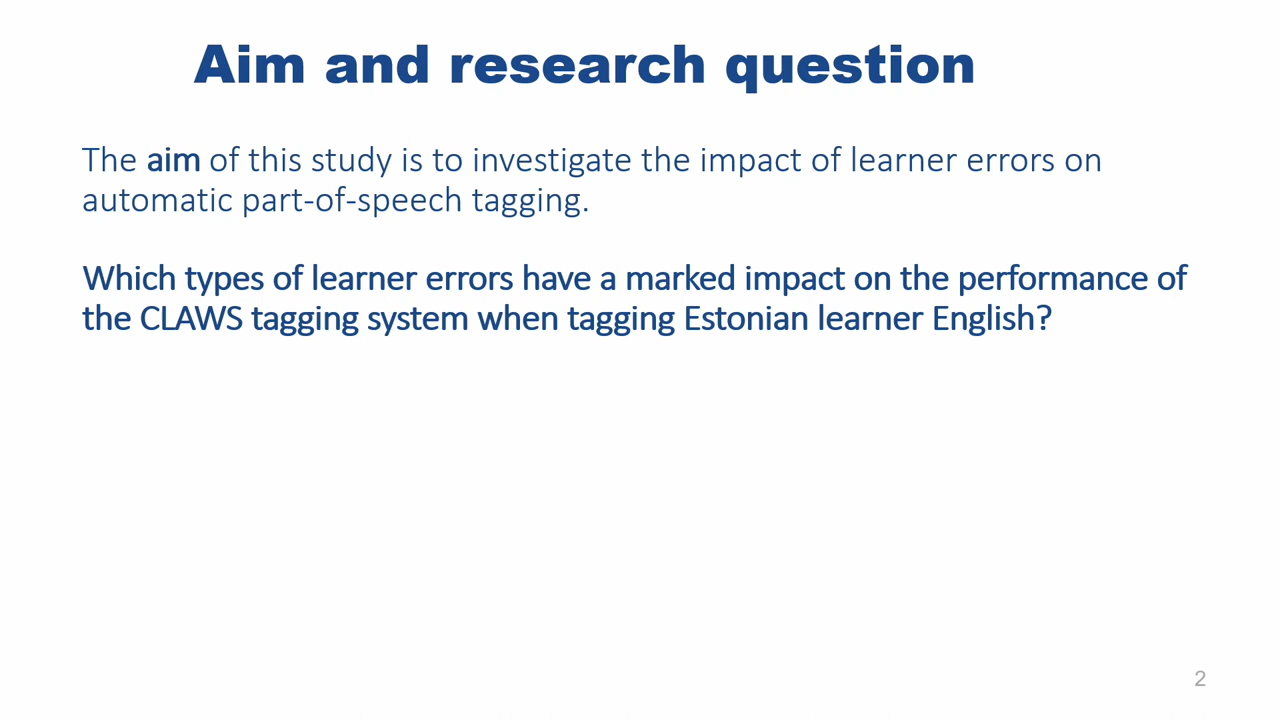 Aim and research question
The aim of this study is to investigate the impact of learner errors on
automatic part-of-speech tagging.
Which types of learner errors have a marked impact on the performance of
the CLAWS tagging system when tagging Estonian learner English?
2